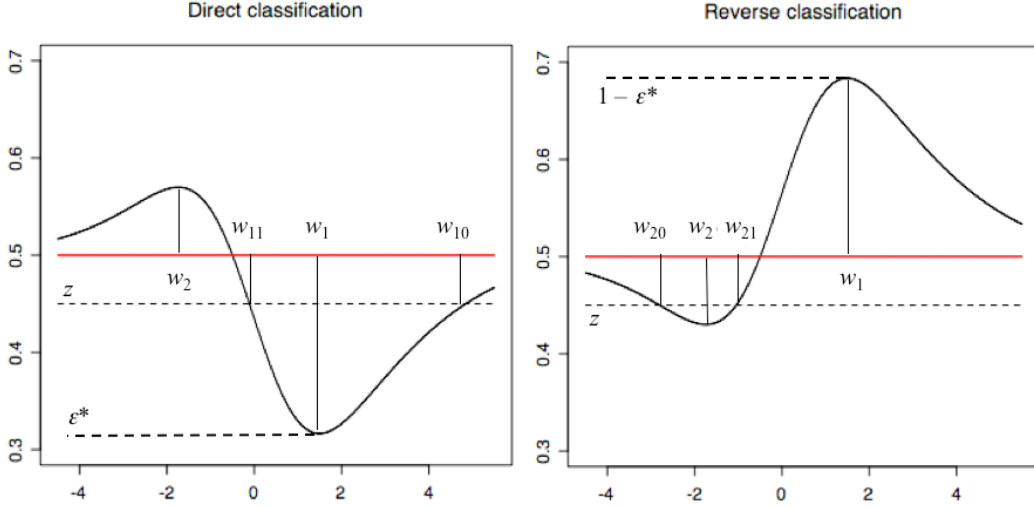 Direct classification
0.7
0.6
0.5
0.4
0.3
w11
w1
w10
w2
z
ε*
-4
-2
0
2
4
Reverse classification
0.7
0.6
0.5
0.4
0.3
1 – ε*
w20
w2
w21
w1
z
-4
-2
0
2
4